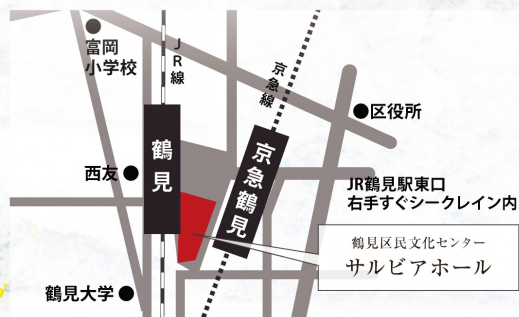 富岡
小学校
JR線
京急線
区役所
西友
鶴見
京急鶴見
JR鶴見駅東口
右手すぐシークレイン内
鶴見区民文化センター
サルビアホール
鶴見大学